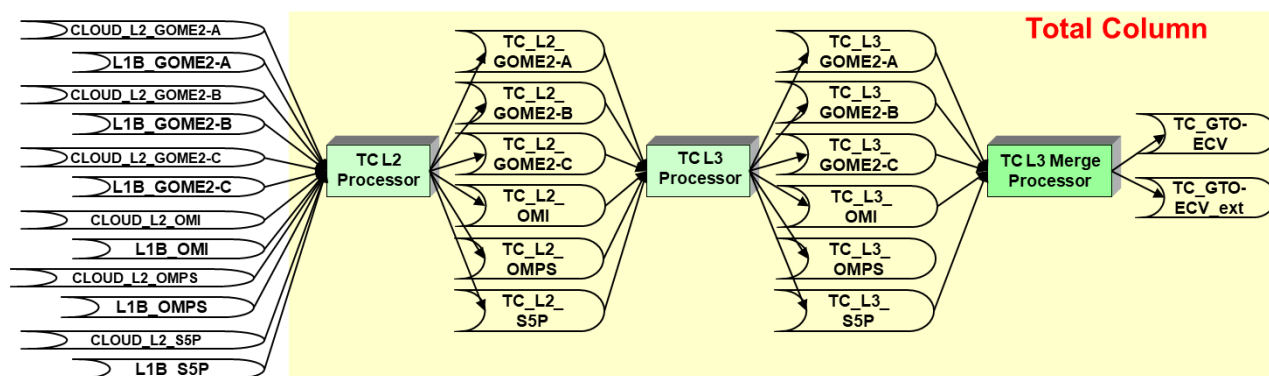 Total Column
CLOUD_L2_GOME2-A
L1B_GOME2-A
CLOUD_L2_GOME2-B
L1B_GOME2-B
CLOUD_L2_GOME2-C
L1B_GOME2-C
CLOUD_L2_OMI
L1B_OMI
CLOUD_L2_OMPS
L1B_OMPS
CLOUD_L2_S5P
L1B_S5P
TC L2
Processor
TC_L2_
GOME2-A
TC_L2_
GOME2-B
TC_L2_
GOME2-C
TC_L2_
OMI
TC_L2_
OMPS
TC_L2_
S5P
TC L3
Processor
TC_L3_
GOME2-A
TC_L3_
GOME2-B
TC_L3_
GOME2-C
TC_L3_
OMI
TC_L3_
OMPS
TC_L3_
S5P
TC L3 Merge
Processor
TC_GTO-
ECV
TC_GTO-
ECV_ext